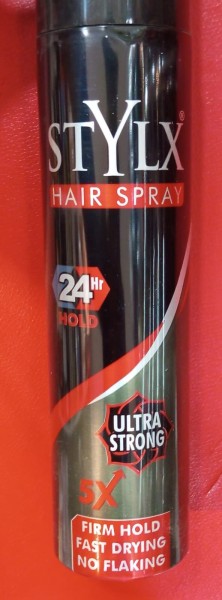 STYLX®
HAIR SPRAY
24Hr
HOLD
ULTRA
STRONG
5X
FIRM HOLD
FAST DRYING
NO FLAKING